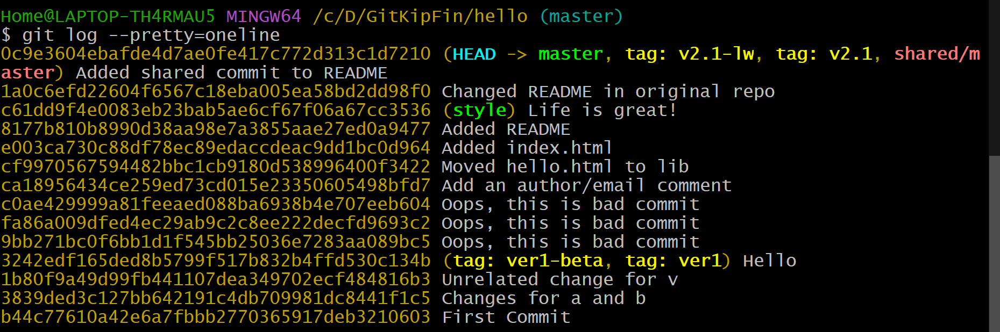 Home@LAPTOP-TH4RMAU5 MINGW64 /c/D/GitKipFin/hello (master)
$ git log --pretty=oneline
0c9e3604ebafde4d7ae0fe417c772d313c1d7210 (HEAD -> master, tag: v2.1-lw, tag: v2.1, shared/m
aster) Added shared commit to README
1a0c6efd22604f6567c18eba005ea58bd2dd98f0 Changed README in original repo
c61dd9f4e0083eb23bab5ae6cf67f06a67cc3536 (style) Life is great!
8177b810b8990d38aa98e7a3855aae27ed0a9477 Added README
e003ca730c88df78ec89edaccdeac9dd1bc0d964 Added index.html
cf9970567594482bbc1cb9180d538996400f3422 Moved hello.html to lib
ca18956434ce259ed73cd015e23350605498bfd7 Add an author/email comment
c0ae429999a81feeaed088ba6938b4e707eeb604 Oops, this is bad commit
fa86a009dfed4ec29ab9c2c8ee222decfd9693c2 Oops, this is bad commit
9bb271bc0f6bb1d1f545bb25036e7283aa089bc5 Oops, this is bad commit
3242edf165ded8b5799f517b832b4ffd530c134b (tag: ver1-beta, tag: ver1) Hello
1b80f9a49d99fb441107dea349702ecf484816b3 Unrelated change for v
3839ded3c127bb642191c4db709981dc8441f1c5 Changes for a and b
b44c77610a42e6a7fbbb2770365917deb3210603 First Commit